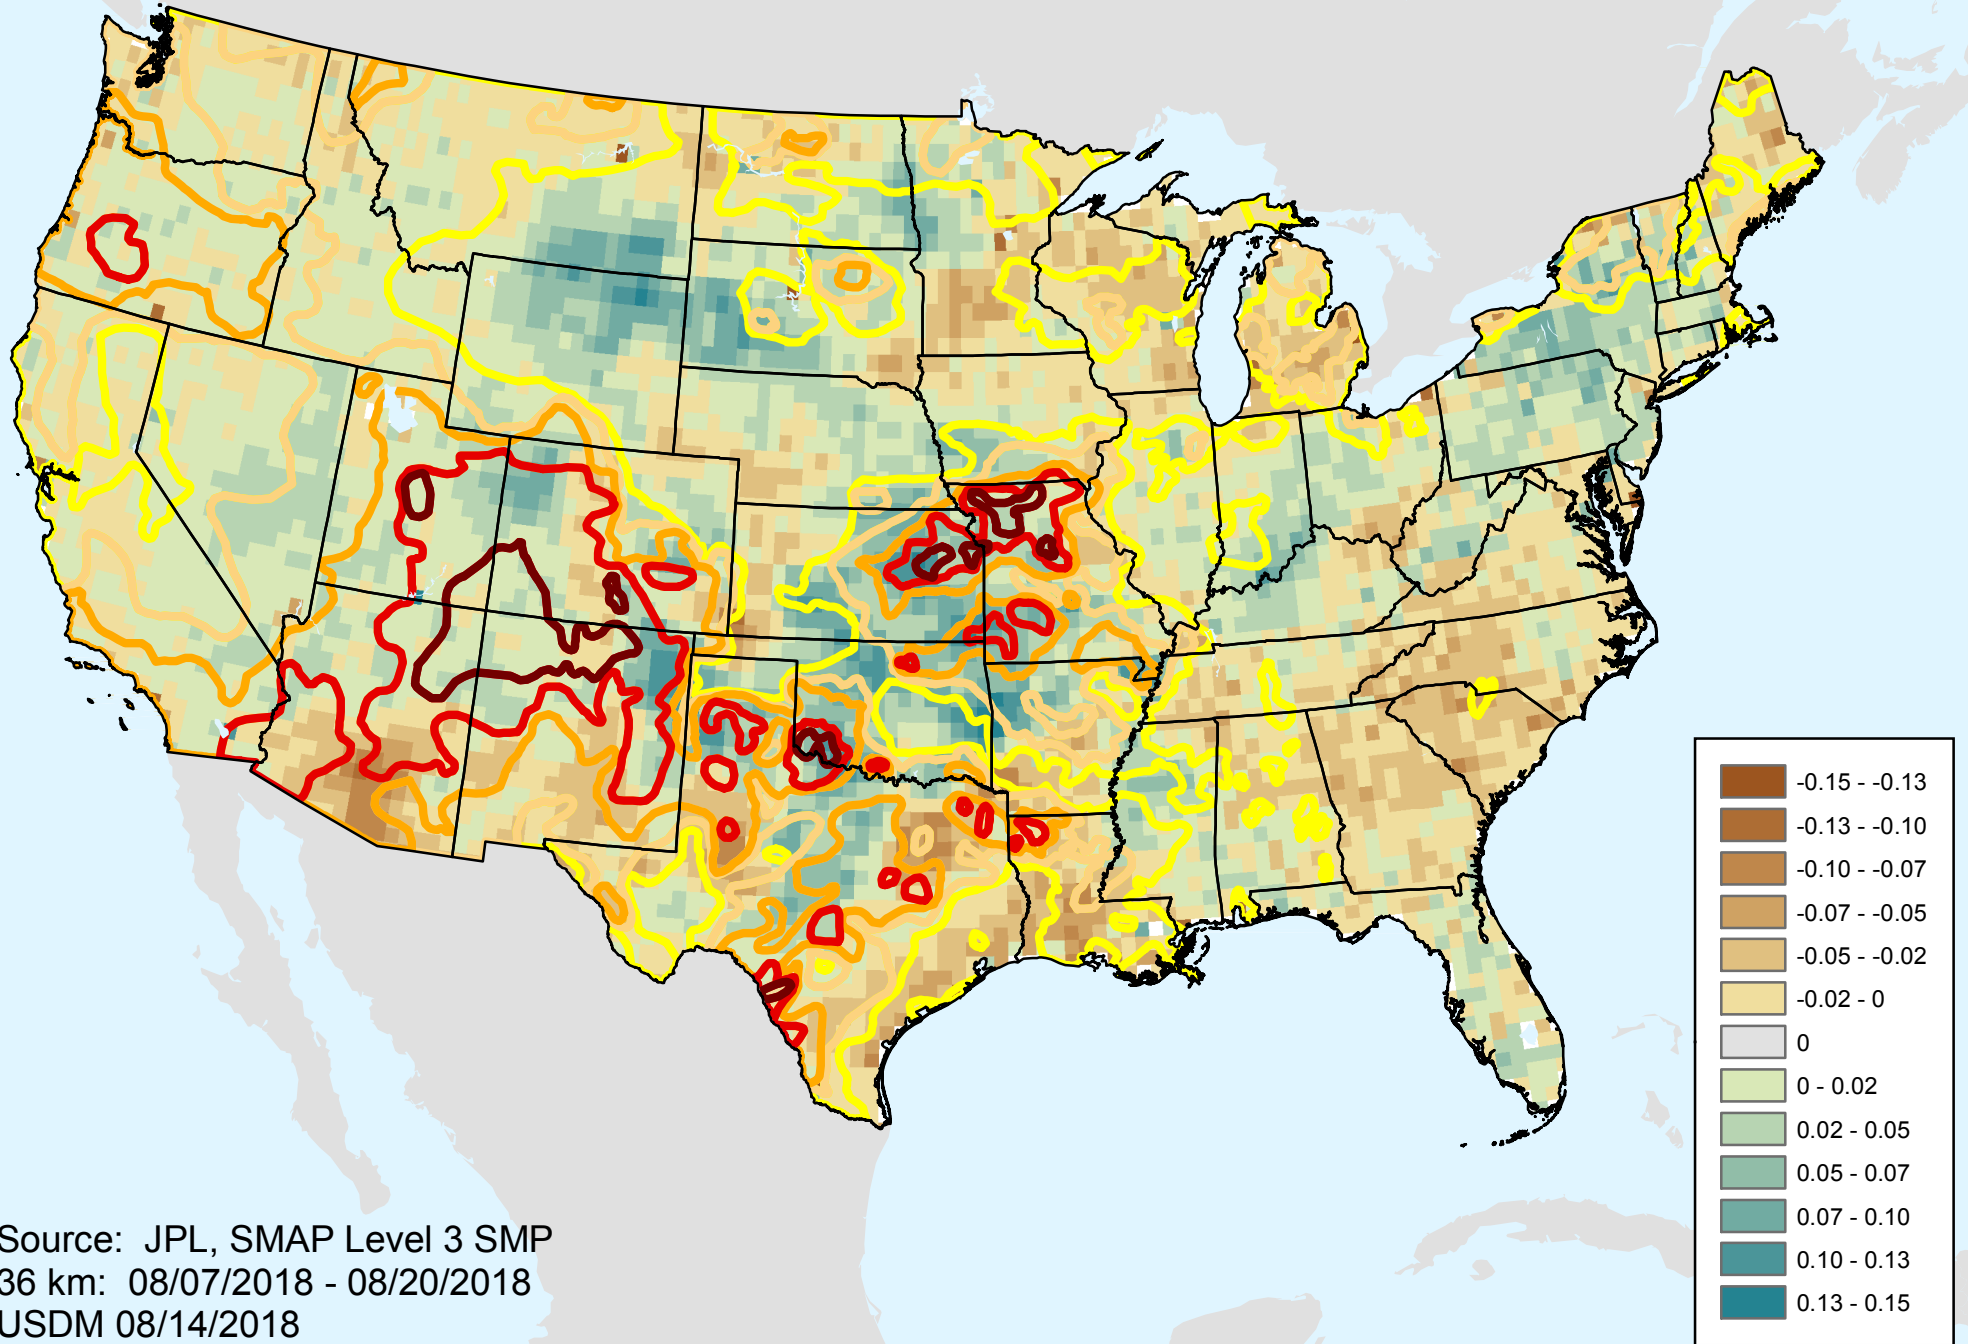 -0.15 - -0.13
-0.13 - -0.10
-0.10 - -0.07
-0.07 - -0.05
-0.05 - -0.02
-0.02 - 0
0
0 - 0.02
0.02 - 0.05
0.05 - 0.07
0.07 - 0.10
0.10 - 0.13
0.13 - 0.15
Source: JPL, SMAP Level 3 SMP
36 km: 08/07/2018 - 08/20/2018
USDM 08/14/2018